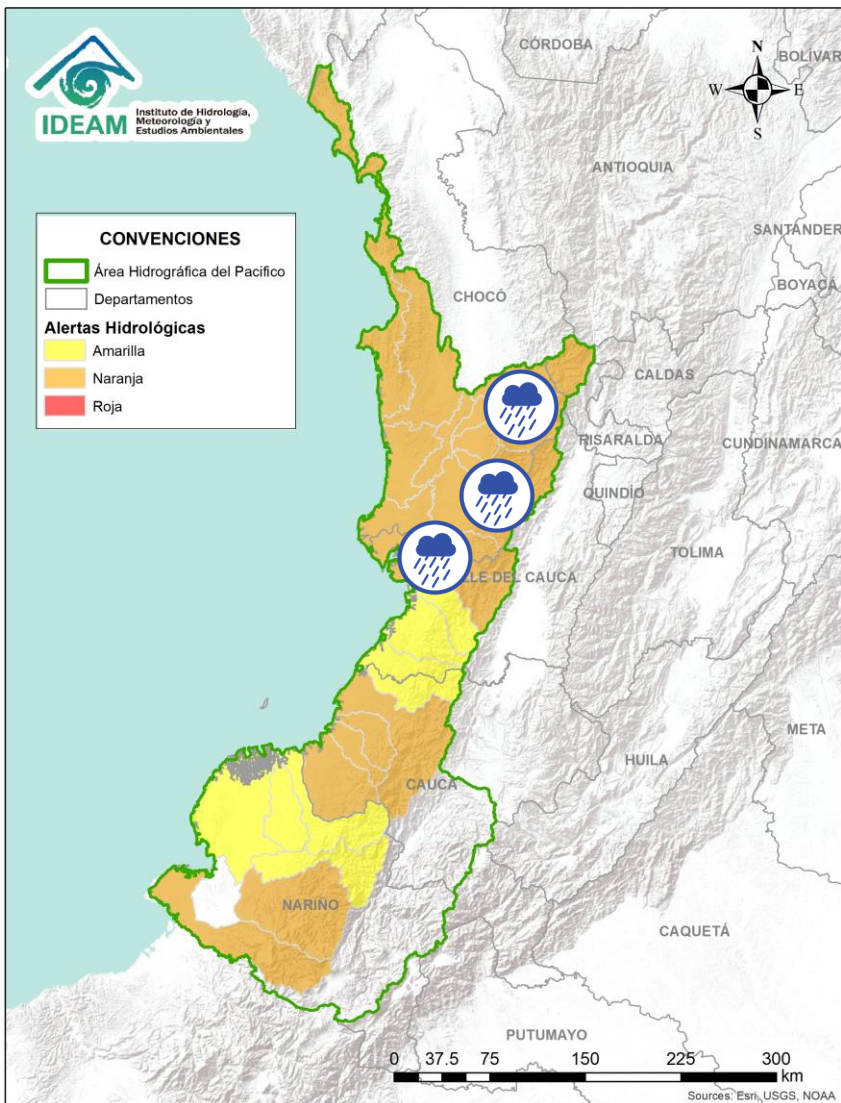 IDEAM
Instituto de Hidrología,
Meteorología y
Estudios Ambientales
N
W
E
S
CÓRDOBA
BOLÍVAR
ANTIOQUIA
SANTANDER
BOYACÁ
CHOCÓ
CALDAS
RISARALDA
CUNDINAMARCA
QUINDÍO
TOLIMA
LLE DEL CAUCA
META
HUILA
CAUCA
NARIÑO
CAQUETÁ
PUTUMAYO
CONVENCIONES
Área Hidrográfica del Pacifico
Departamentos
Alertas Hidrológicas
Amarilla
Naranja
Roja
0 37.5 75 150 225 300
km
Sources: Esri, USGS, NOAA